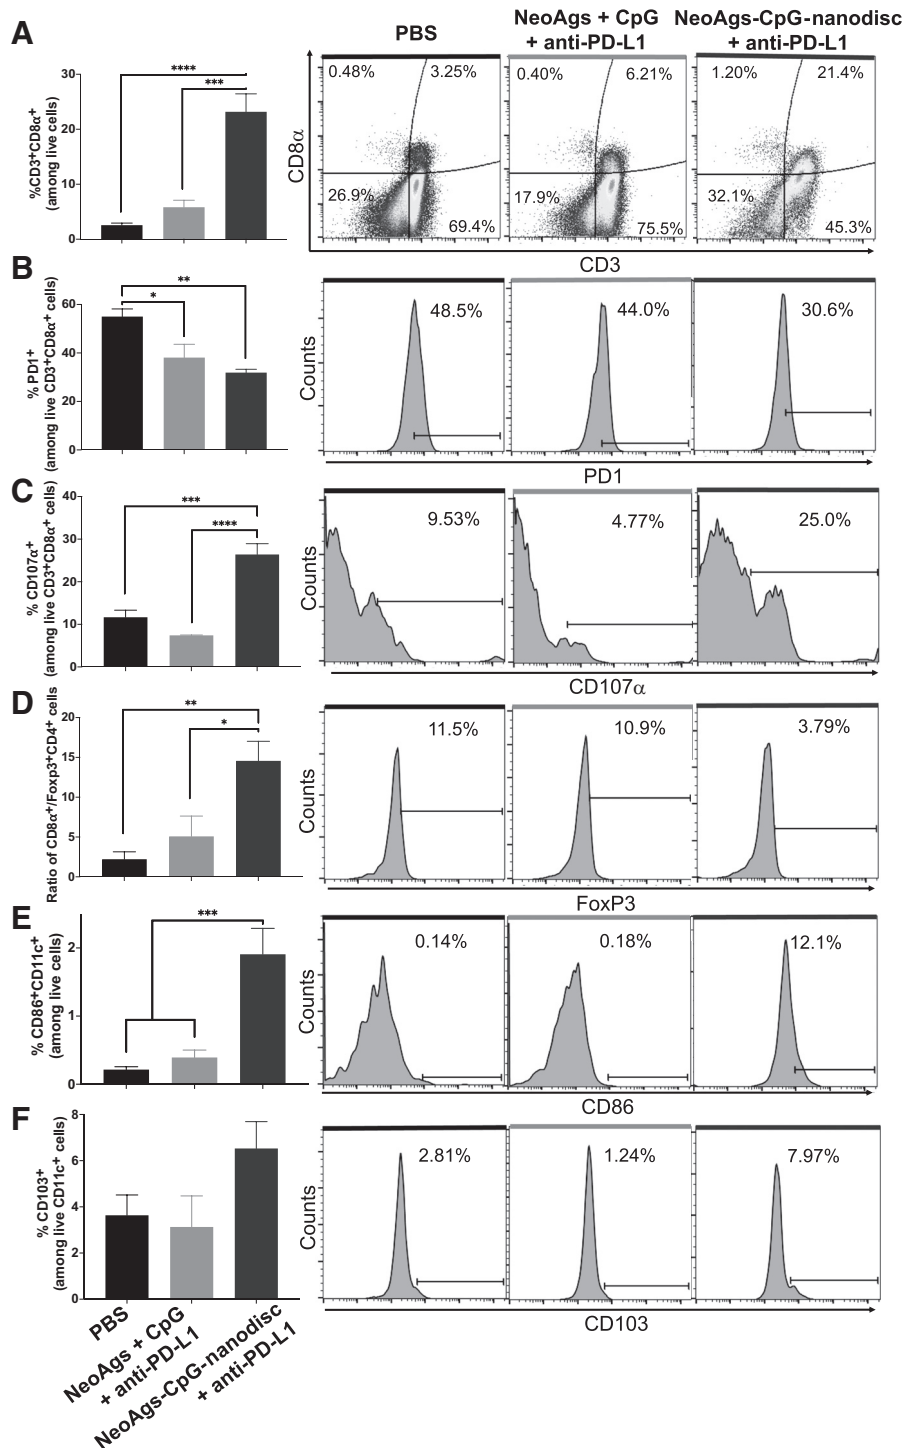 A
PBS
NeoAgs + CpG
+ anti-PD-L1
NeoAgs-CpG-nanodisc
+ anti-PD-L1
%CD3⁺CD8α⁺
(among live cells)
30
20
10
0
****
***
CD8α
0.48%
3.25%
26.9%
69.4%
0.40%
6.21%
17.9%
75.5%
1.20%
21.4%
32.1%
45.3%
CD3
B
% PD1⁺
(among live CD3⁺CD8α⁺ cells)
60
40
20
0
**
*
Counts
48.5%
44.0%
30.6%
PD1
C
% CD107α⁺
(among live CD3⁺CD8α⁺ cells)
40
30
20
10
0
***
****
Counts
9.53%
4.77%
25.0%
CD107α
D
Ratio of CD8α⁺/Foxp3⁺CD4⁺ cells
20
15
10
5
0
**
*
Counts
11.5%
10.9%
3.79%
FoxP3
E
% CD86⁺CD11c⁺
(among live cells)
2
1
0
***
Counts
0.14%
0.18%
12.1%
CD86
F
% CD103⁺
(among live CD11c⁺ cells)
8
6
4
2
0
Counts
2.81%
1.24%
7.97%
CD103
PBS
NeoAgs + CpG
+ anti-PD-L1
NeoAgs-CpG-nanodisc
+ anti-PD-L1